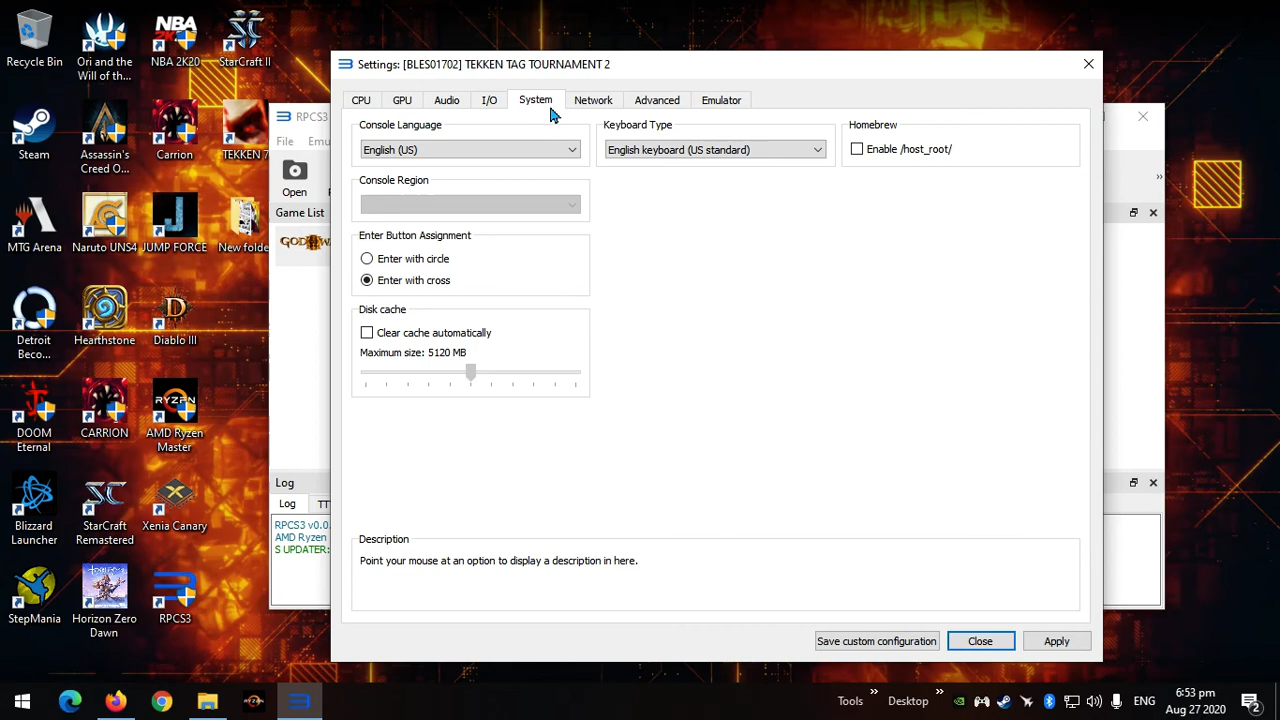 Recycle Bin
Ori and the
Will of th...
NBA 2K20
StarCraft II
Steam
Assassin's
Creed O...
Carrion
TEKKEN 7
MTG Arena
Naruto UNS4
JUMP FORCE
New folde
Detroit
Beco...
Hearthstone
Diablo III
DOOM
Eternal
CARRION
RYZEN
AMD Ryzen
Master
Blizzard
Launcher
StarCraft
Remastered
Xenia Canary
StepMania
Horizon Zero
Dawn
RPCS3
RPCS3
File Emu
Open
Game List
Log
Log TT
RPCS3 v0.0
AMD Ryzen
S UPDATER:
Settings: [BLES01702] TEKKEN TAG TOURNAMENT 2
CPU GPU Audio I/O System Network Advanced Emulator
Console Language
English (US)
Keyboard Type
English keyboard (US standard)
Homebrew
Enable /host_root/
Console Region
Enter Button Assignment
Enter with circle
Enter with cross
Disk cache
Clear cache automatically
Maximum size: 5120 MB
Description
Point your mouse at an option to display a description in here.
Save custom configuration Close Apply
Tools » Desktop » ENG
6:53 pm
Aug 27 2020
2